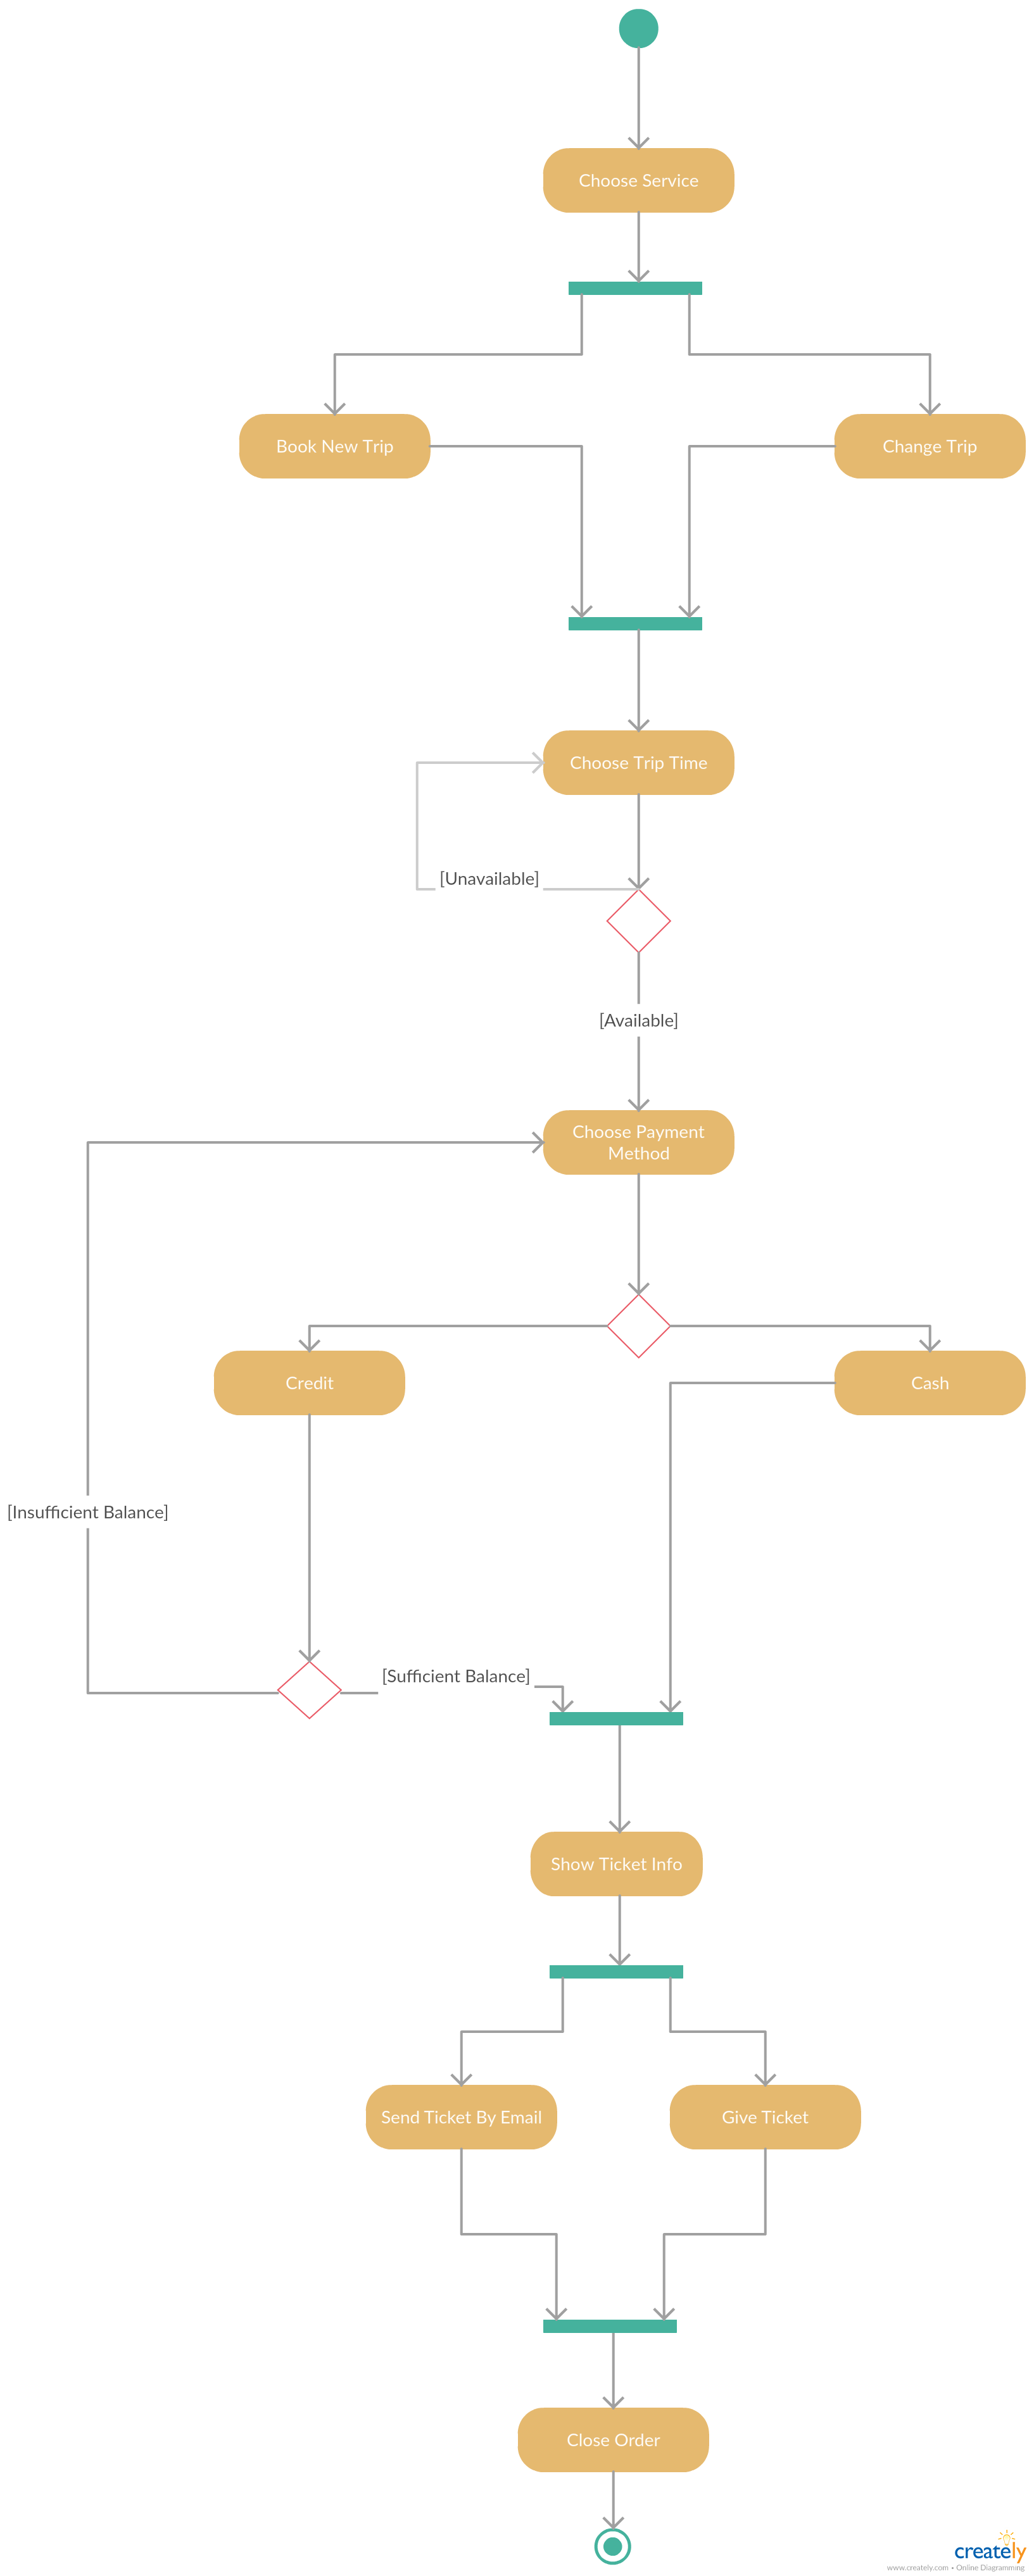 Choose Service
Book New Trip
Change Trip
Choose Trip Time
[Unavailable]
[Available]
Choose Payment
Method
Credit
Cash
[Insufficient Balance]
[Sufficient Balance]
Show Ticket Info
Send Ticket By Email
Give Ticket
Close Order
creately
www.creately.com • Online Diagramming